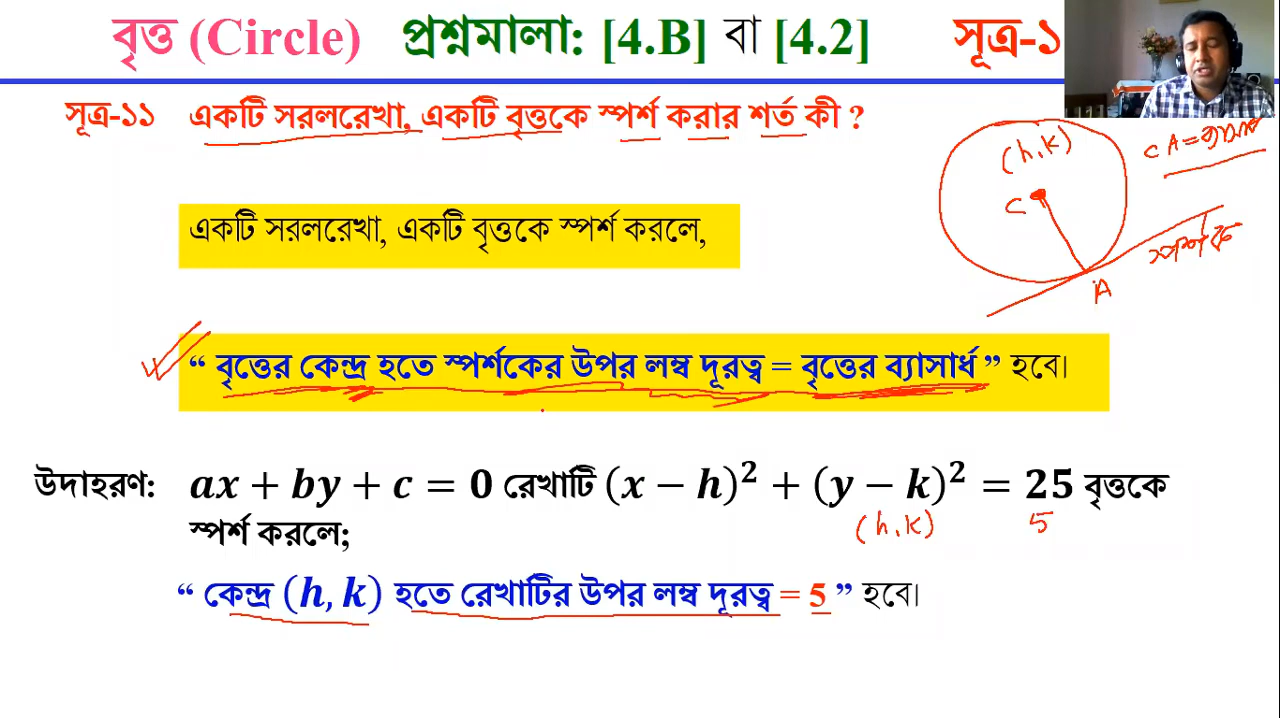 বৃত্ত (Circle) প্রশ্নমালা: [4.B] বা [4.2] সূত্র-১
সূত্র-১১ একটি সরলরেখা, একটি বৃত্তকে স্পর্শ করার শর্ত কী ?
(h,k)
C A =
C
স্পর্শক
A
একটি সরলরেখা, একটি বৃত্তকে স্পর্শ করলে,
“ বৃত্তের কেন্দ্র হতে স্পর্শকের উপর লম্ব দূরত্ব = বৃত্তের ব্যাসার্ধ ” হবে।
উদাহরণ: ax + by + c = 0 রেখাটি (x − h)² + (y − k)² = 25 বৃত্তকে
স্পর্শ করলে;
(h,k) 5
“ কেন্দ্র (h, k) হতে রেখাটির উপর লম্ব দূরত্ব = 5 ” হবে।